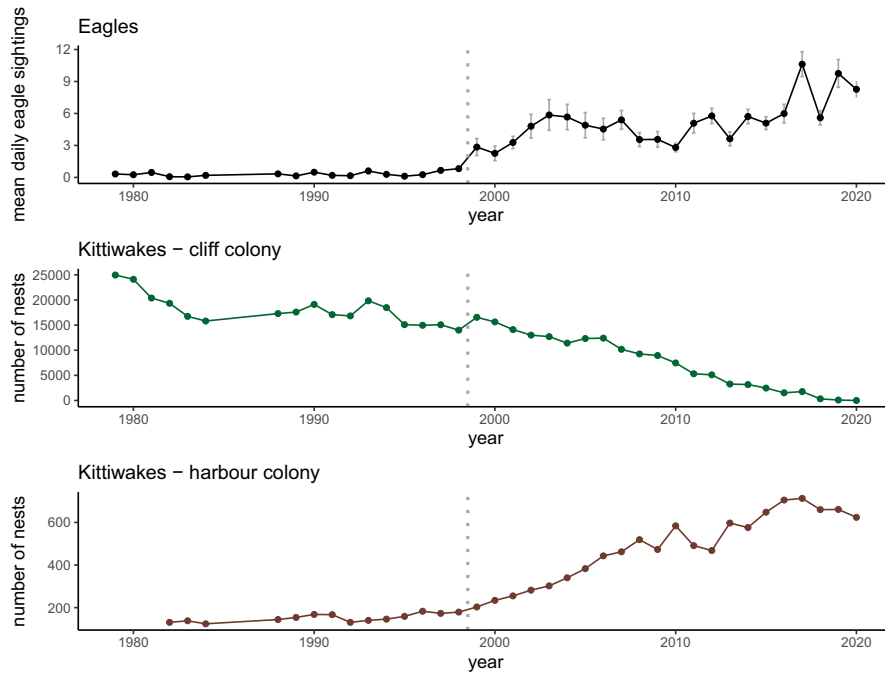 Eagles
mean daily eagle sightings
12
9
6
3
0
1980 1990 2000 2010 2020
year
Kittiwakes − cliff colony
number of nests
25000
20000
15000
10000
5000
0
1980 1990 2000 2010 2020
year
Kittiwakes − harbour colony
number of nests
600
400
200
1980 1990 2000 2010 2020
year